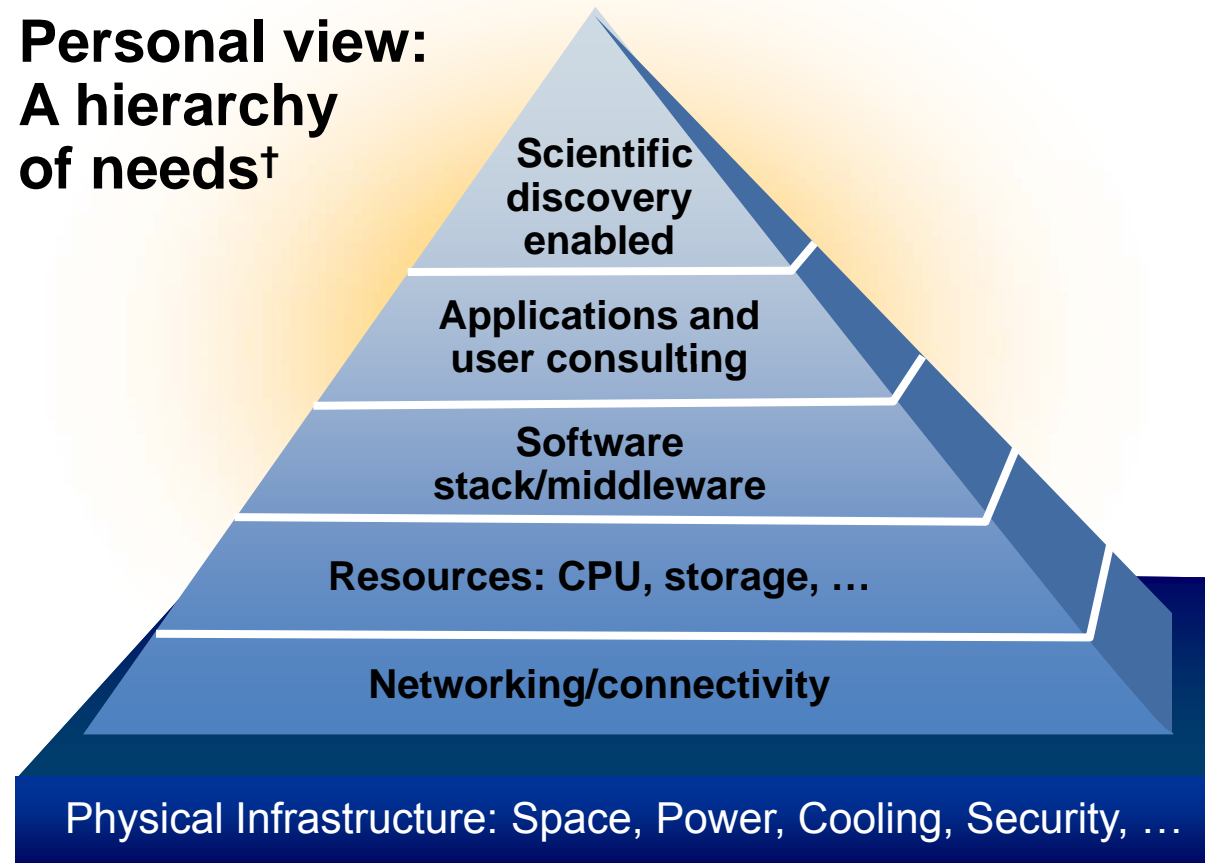 Personal view:
A hierarchy
of needs†
Scientific
discovery
enabled
Applications and
user consulting
Software
stack/middleware
Resources: CPU, storage, …
Networking/connectivity
Physical Infrastructure: Space, Power, Cooling, Security, …